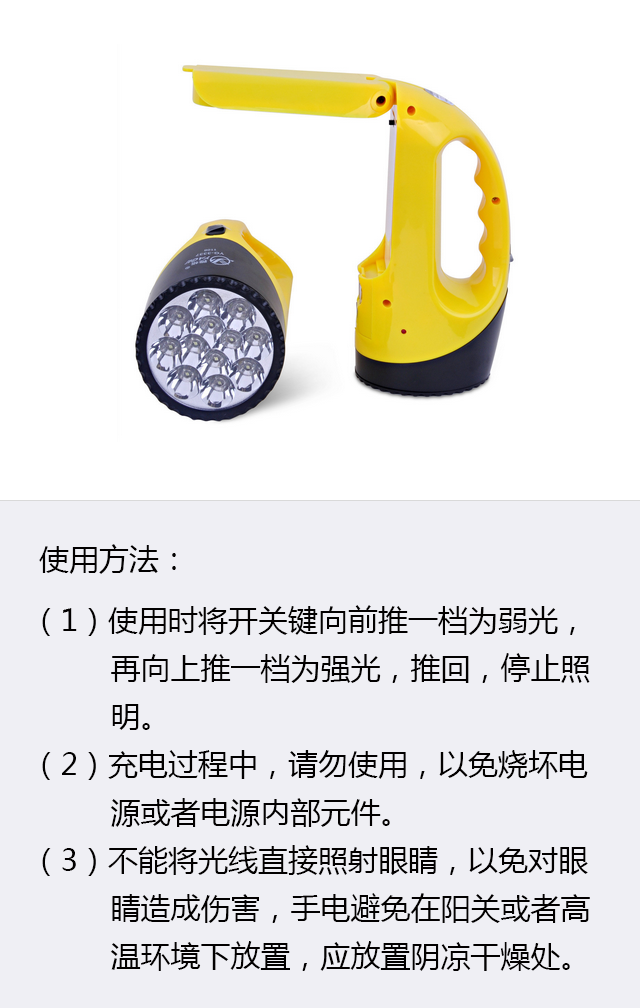 使用方法：
（1）使用时将开关键向前推一档为弱光，
再向上推一档为强光，推回，停止照
明。
（2）充电过程中，请勿使用，以免烧坏电
源或者电源内部元件。
（3）不能将光线直接照射眼睛，以免对眼
睛造成伤害，手电避免在阳关或者高
温环境下放置，应放置阴凉干燥处。